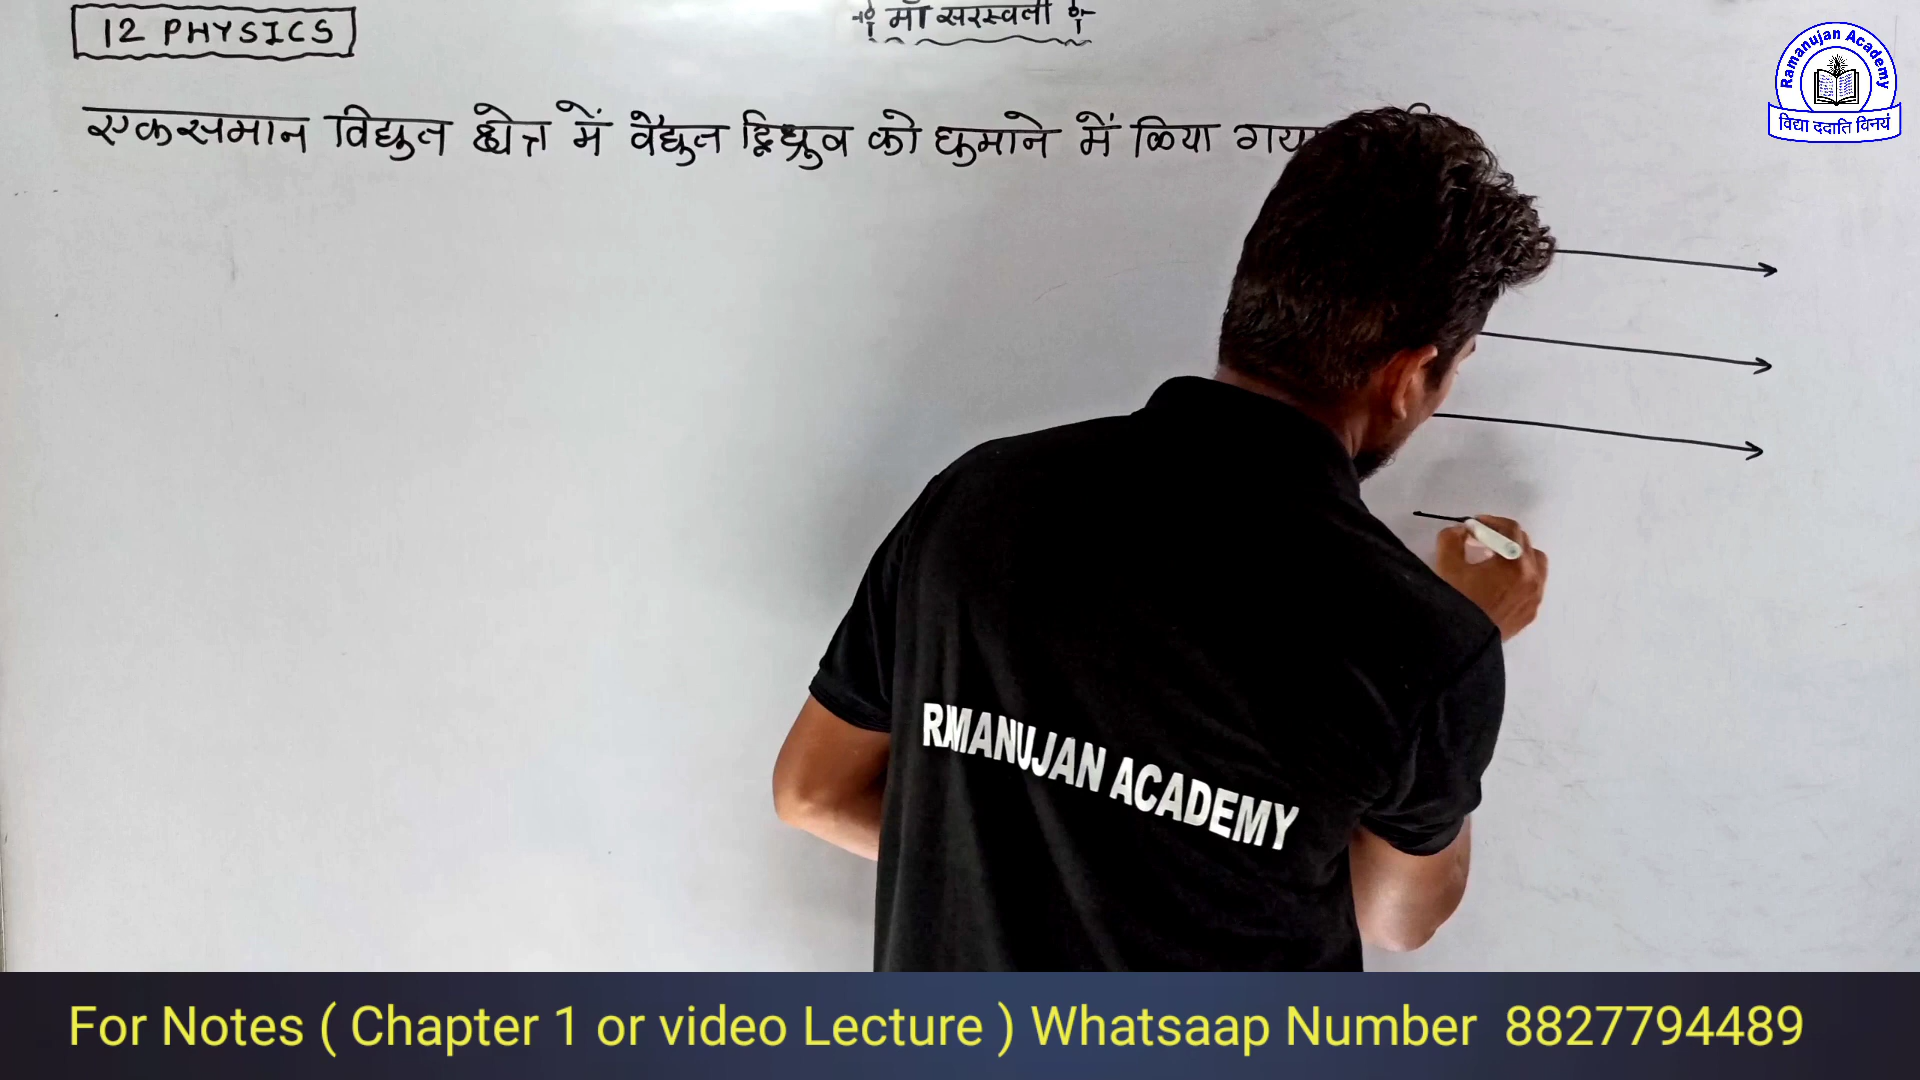 12 PHYSICS
माँ सरस्वती
एकसमान विद्युत क्षेत्र में वैद्युत द्विध्रुव को घुमाने में किया गया
Ramanujan Academy
विद्या ददाति विनयं
RAMANUJAN ACADEMY
For Notes ( Chapter 1 or video Lecture ) Whatsaap Number 8827794489